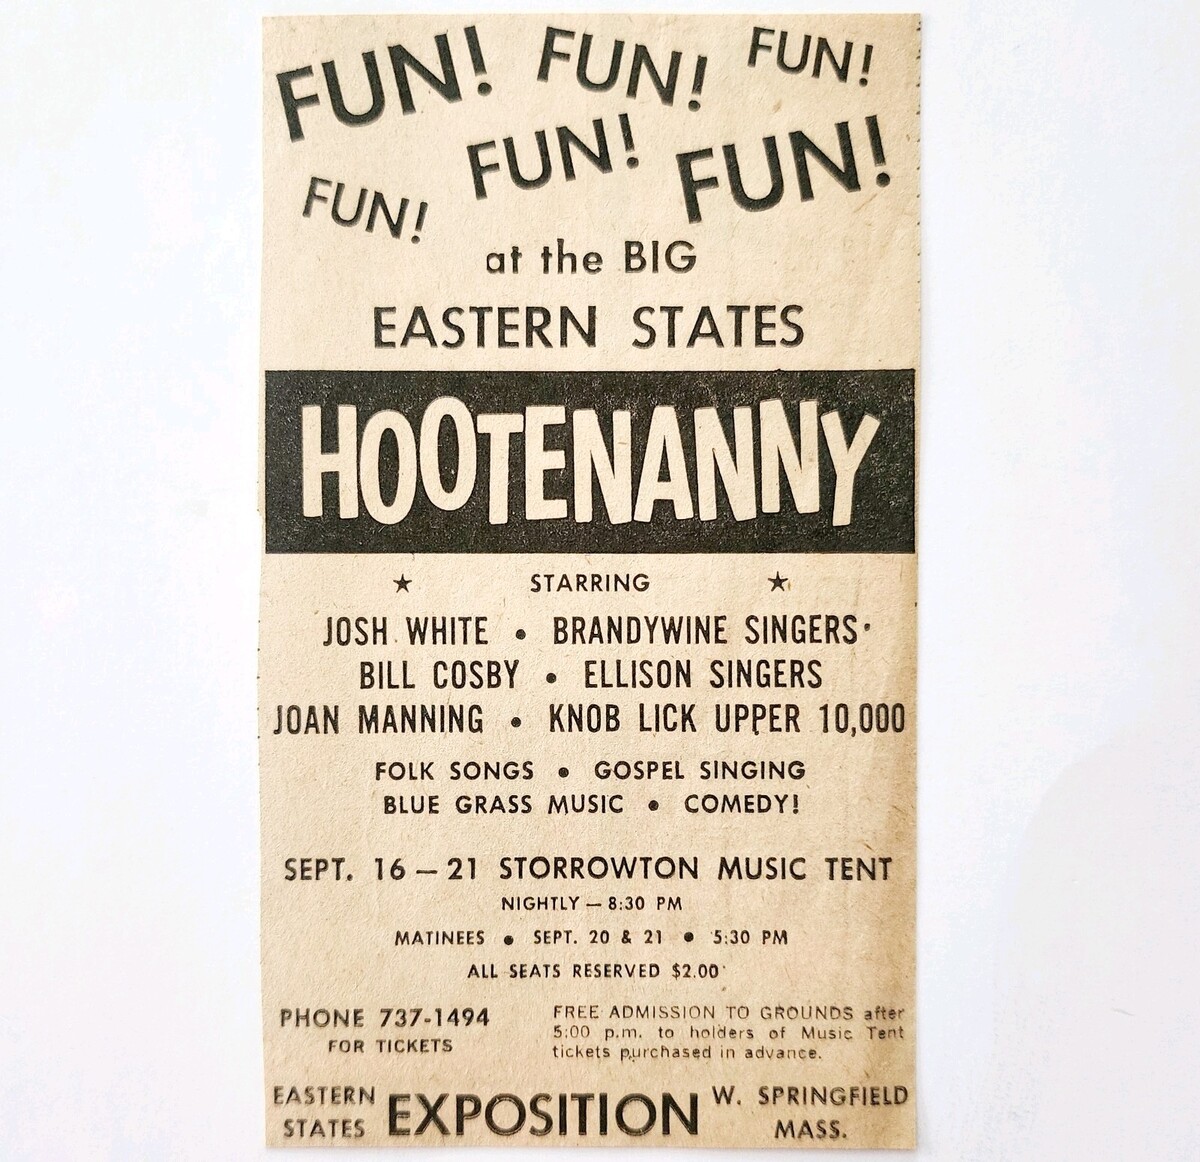 FUN! FUN! FUN!
FUN! FUN! FUN!
at the BIG
EASTERN STATES
HOOTENANNY
★ STARRING ★
JOSH WHITE • BRANDYWINE SINGERS
BILL COSBY • ELLISON SINGERS
JOAN MANNING • KNOB LICK UPPER 10,000
FOLK SONGS • GOSPEL SINGING
BLUE GRASS MUSIC • COMEDY!
SEPT. 16 — 21 STORROWTON MUSIC TENT
NIGHTLY — 8:30 PM
MATINEES • SEPT. 20 & 21 • 5:30 PM
ALL SEATS RESERVED $2.00
PHONE 737-1494
FOR TICKETS
FREE ADMISSION TO GROUNDS after
5:00 p.m. to holders of Music Tent
tickets purchased in advance.
EASTERN
STATES
EXPOSITION
W. SPRINGFIELD
MASS.